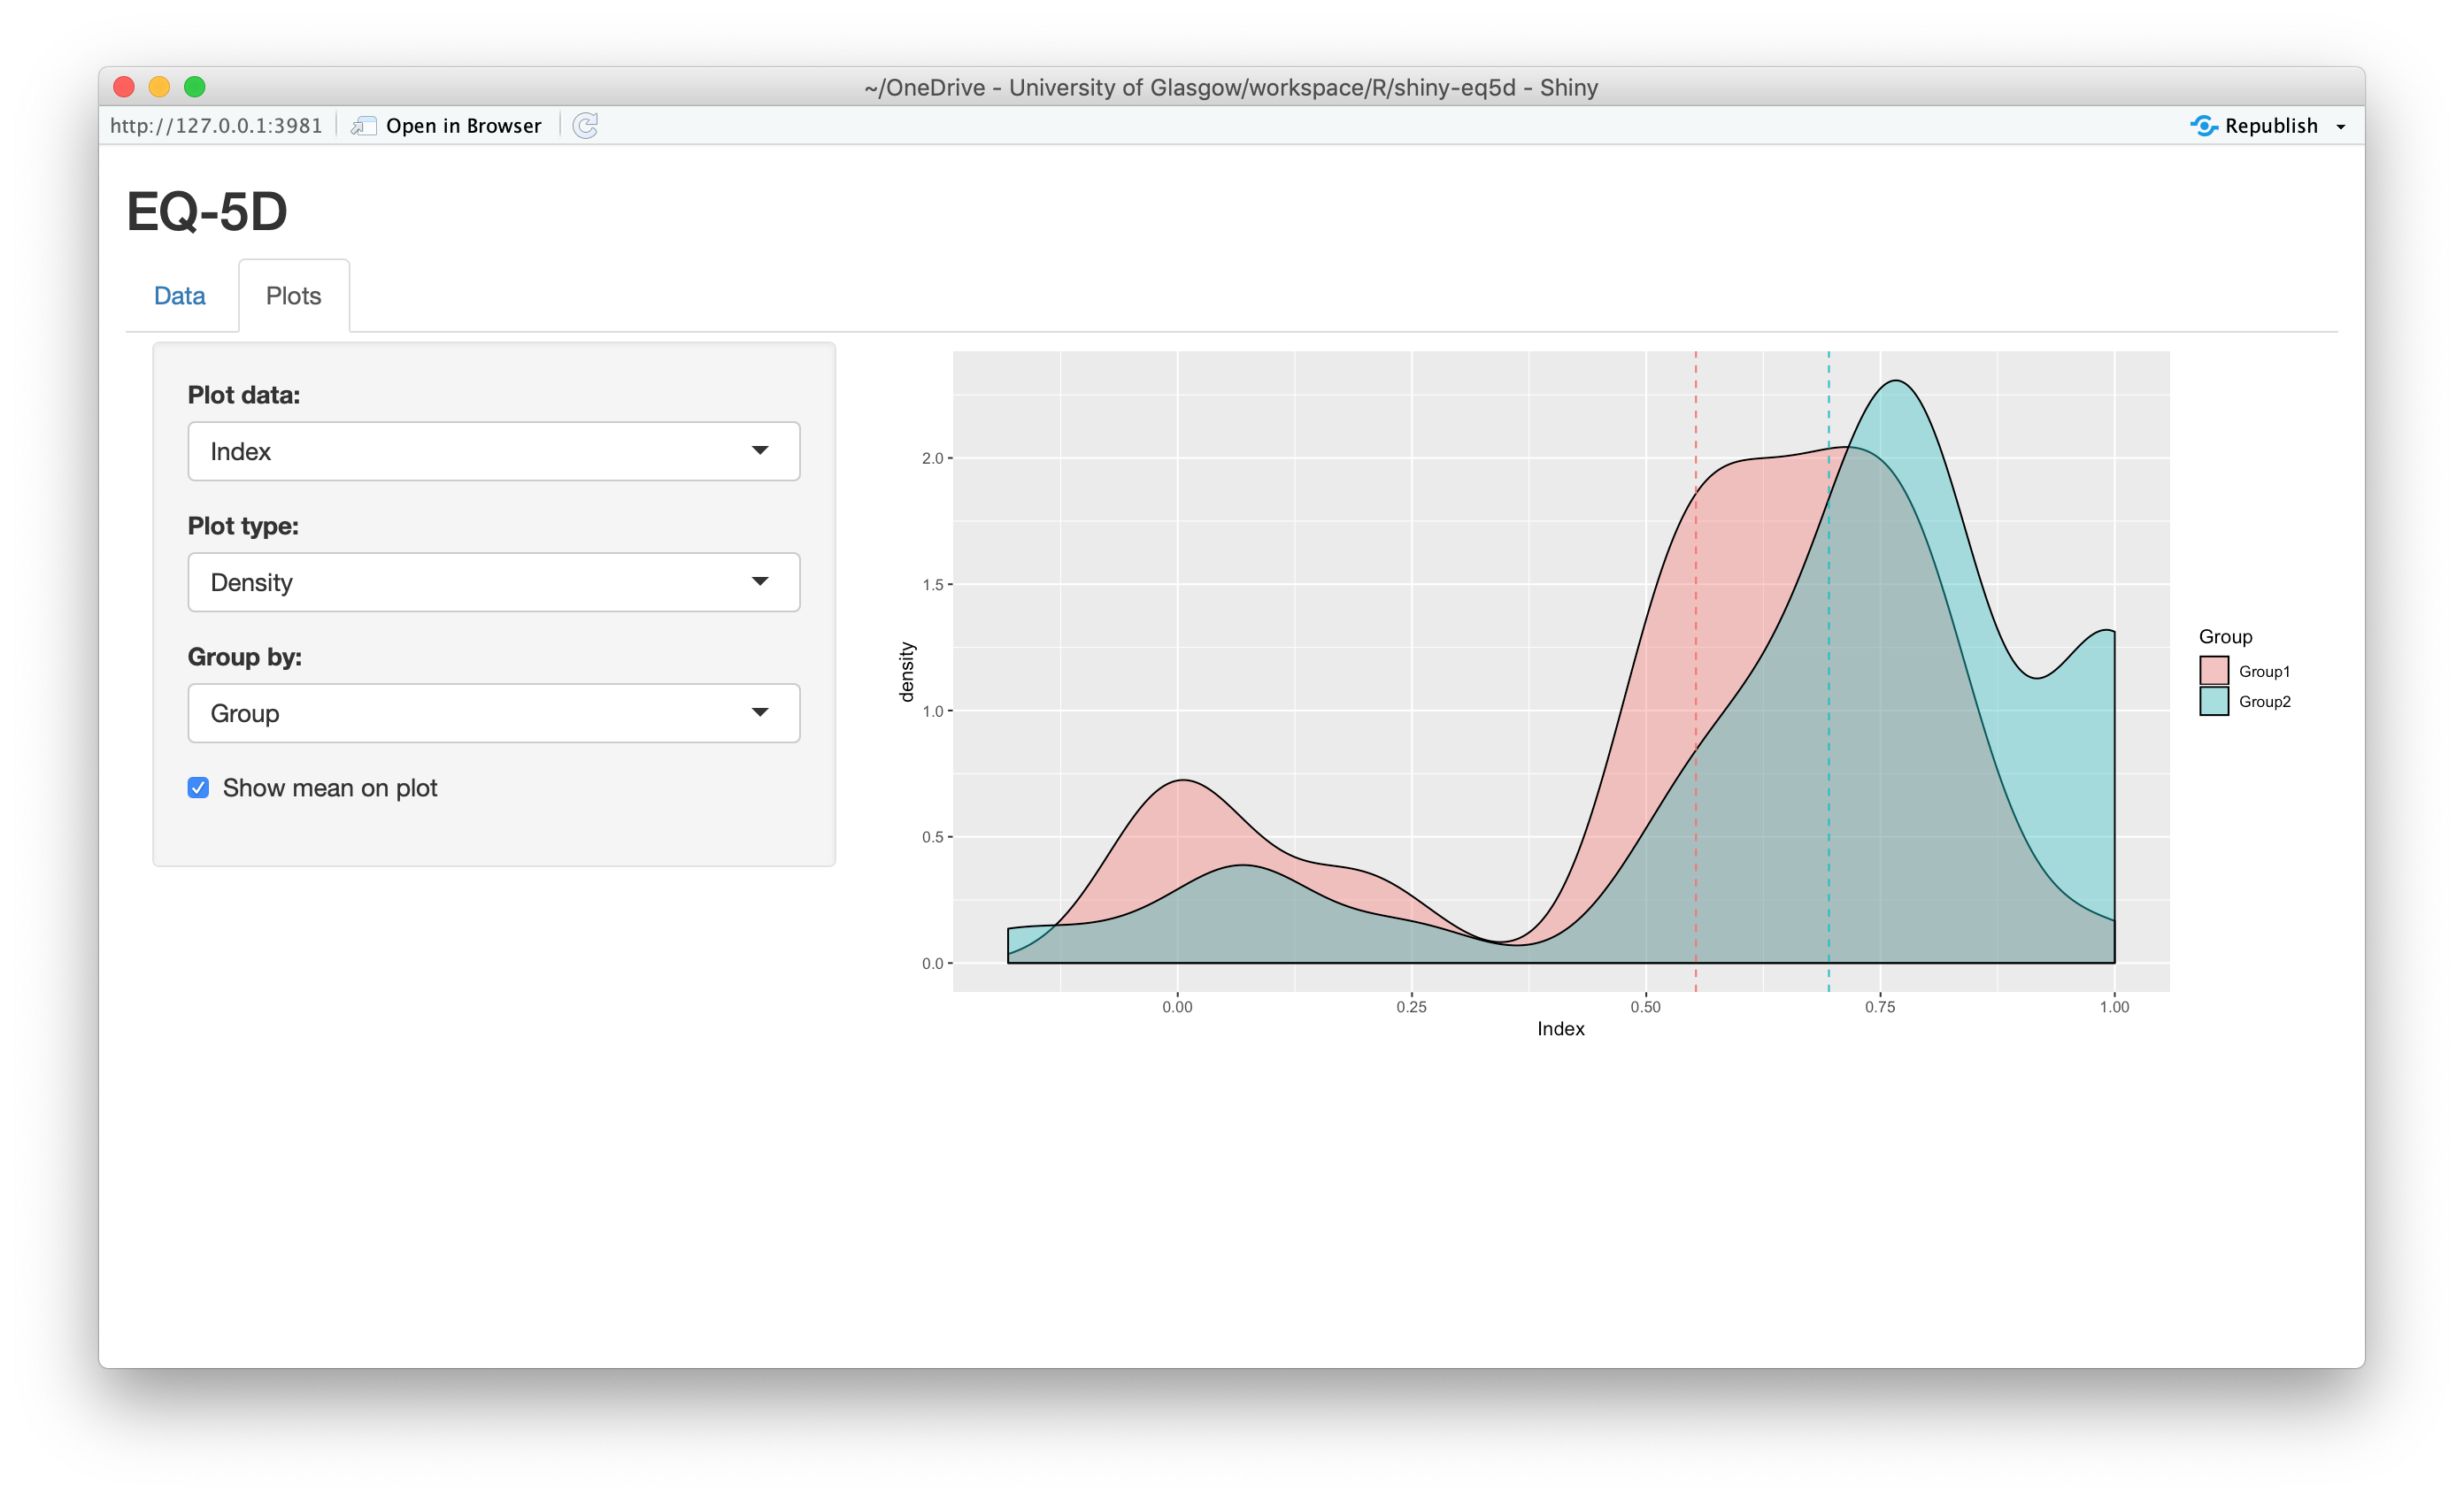 ~/OneDrive - University of Glasgow/workspace/R/shiny-eq5d - Shiny
http://127.0.0.1:3981 Open in Browser Republish
EQ-5D
Data Plots
Plot data:
Index
Plot type:
Density
Group by:
Group
Show mean on plot
density
2.0
1.5
1.0
0.5
0.0
0.00 0.25 0.50 0.75 1.00
Index
Group
Group1
Group2